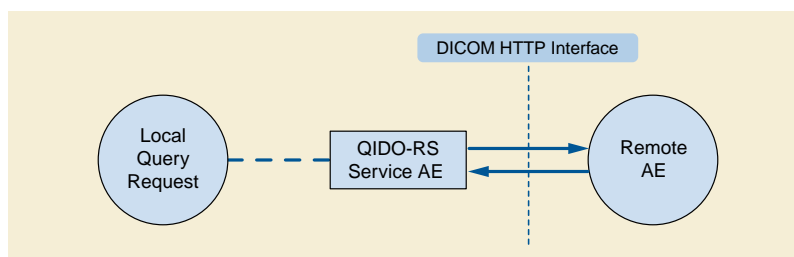 DICOM HTTP Interface
Local
Query
Request
QIDO-RS
Service AE
Remote
AE